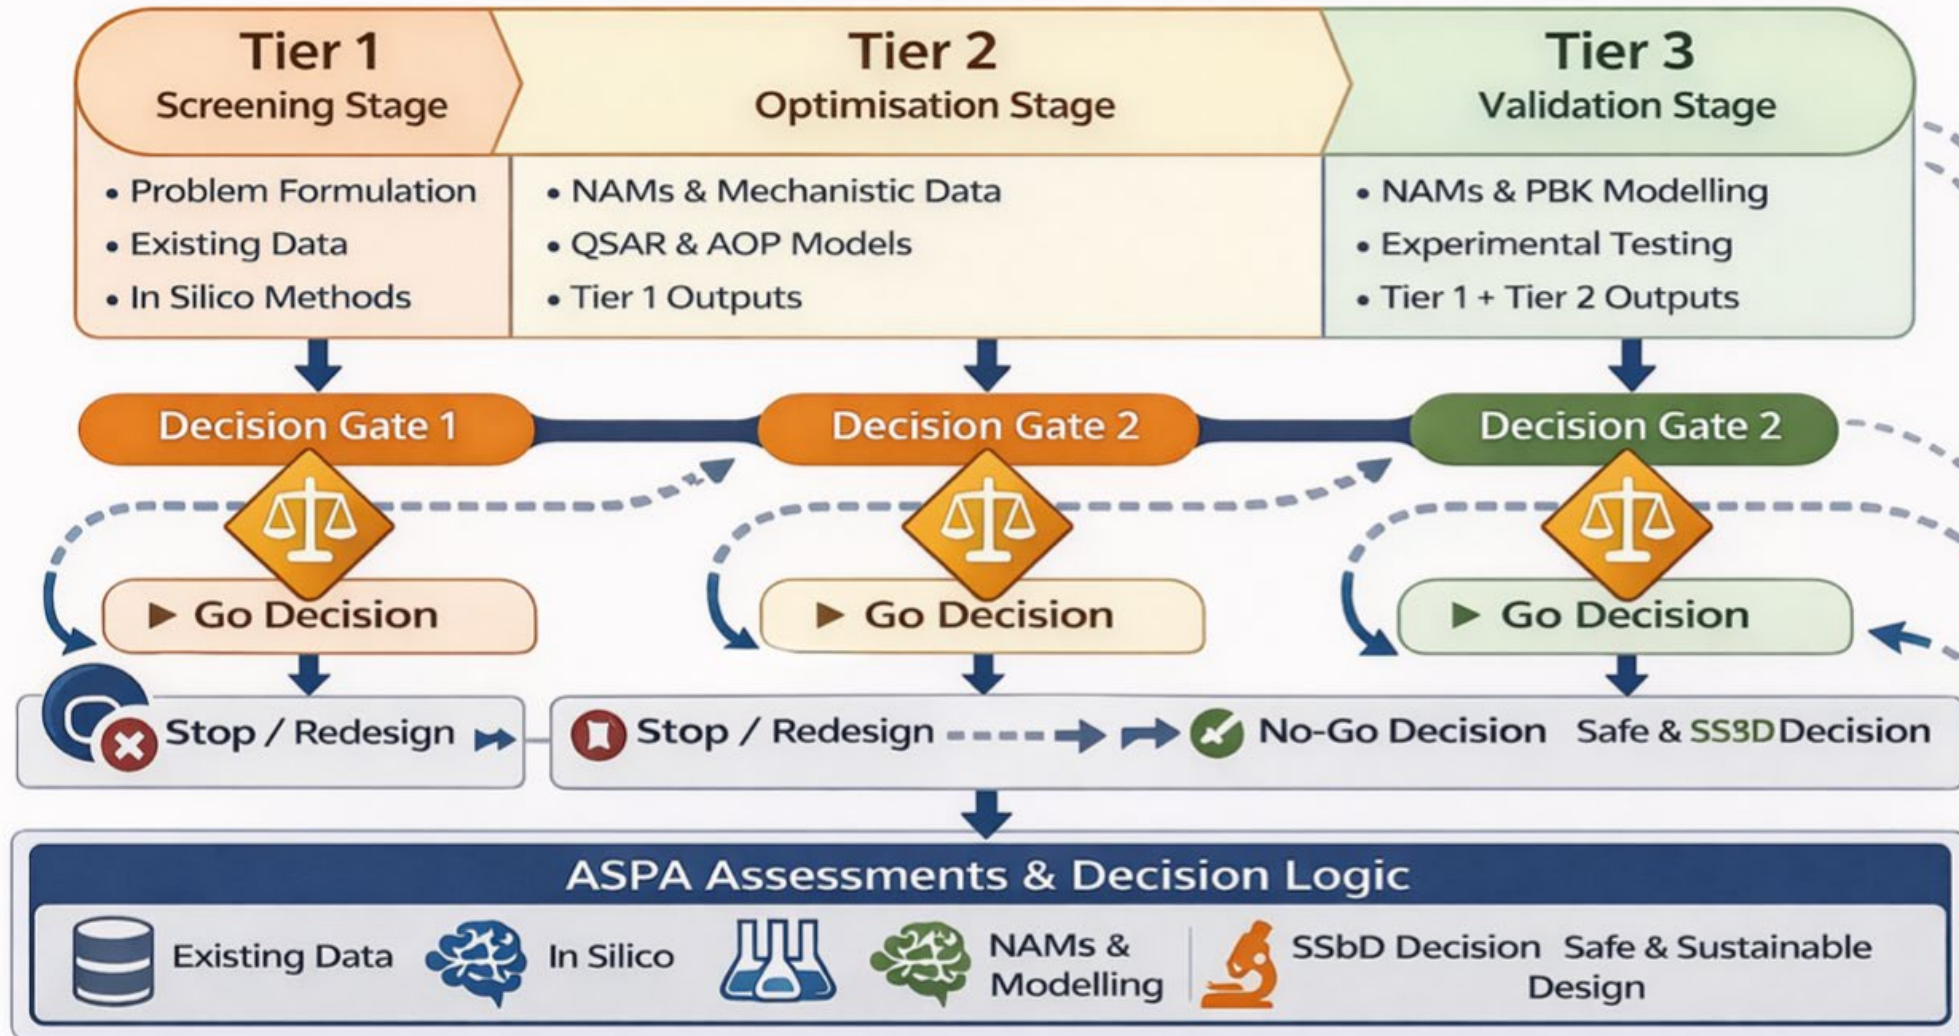 Tier 1
Screening Stage
Tier 2
Optimisation Stage
Tier 3
Validation Stage
• Problem Formulation
• Existing Data
• In Silico Methods
• NAMs & Mechanistic Data
• QSAR & AOP Models
• Tier 1 Outputs
• NAMs & PBK Modelling
• Experimental Testing
• Tier 1 + Tier 2 Outputs
Decision Gate 1
Decision Gate 2
Decision Gate 2
Go Decision
Go Decision
Go Decision
Stop / Redesign
Stop / Redesign
No-Go Decision
Safe & SS3D Decision
ASPA Assessments & Decision Logic
Existing Data
In Silico
NAMs &
Modelling
SSbD Decision Safe & Sustainable
Design